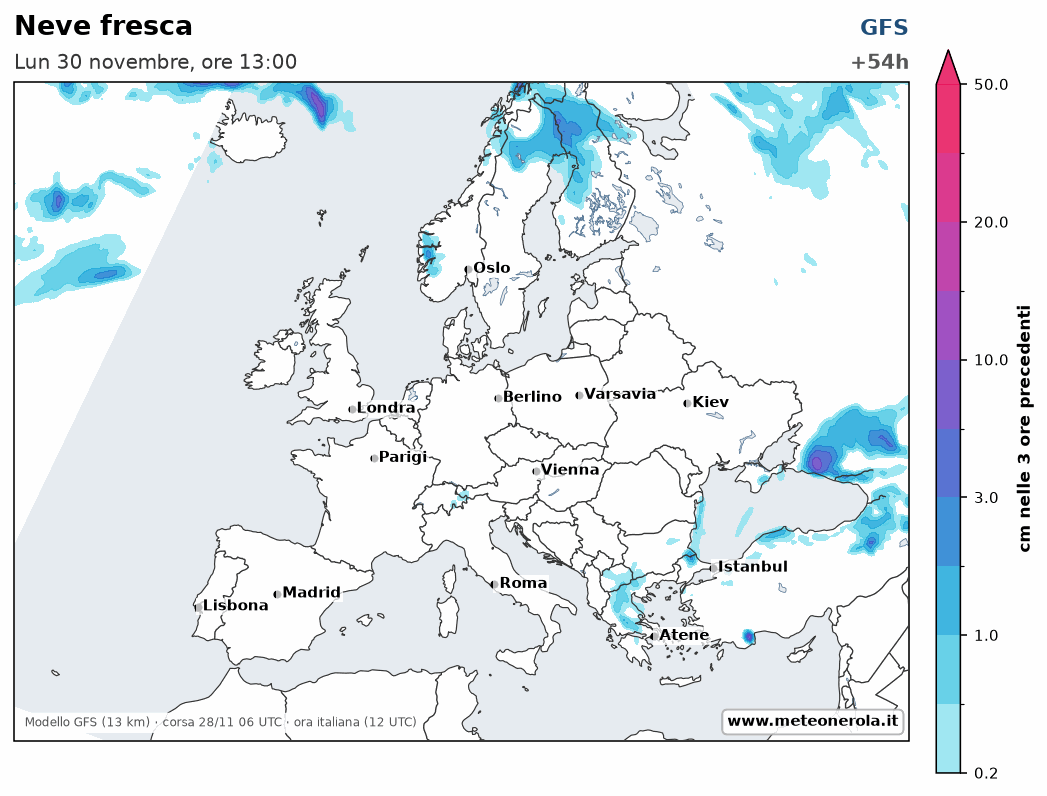 Neve fresca
GFS
Lun 30 novembre, ore 13:00
+54h
50.0
20.0
10.0
3.0
1.0
0.2
cm nelle 3 ore precedenti
Oslo
Berlino
Varsavia
Kiev
Londra
Parigi
Vienna
Istanbul
Roma
Madrid
Lisbona
Atene
Modello GFS (13 km) · corsa 28/11 06 UTC · ora italiana (12 UTC)
www.meteonerola.it